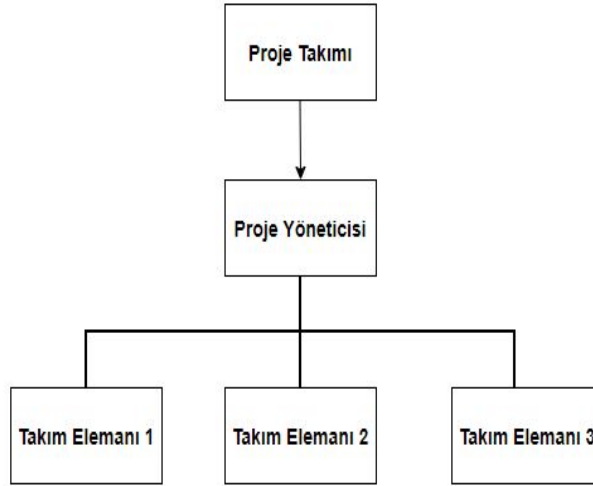 Proje Takımı
Proje Yöneticisi
Takım Elemanı 1
Takım Elemanı 2
Takım Elemanı 3